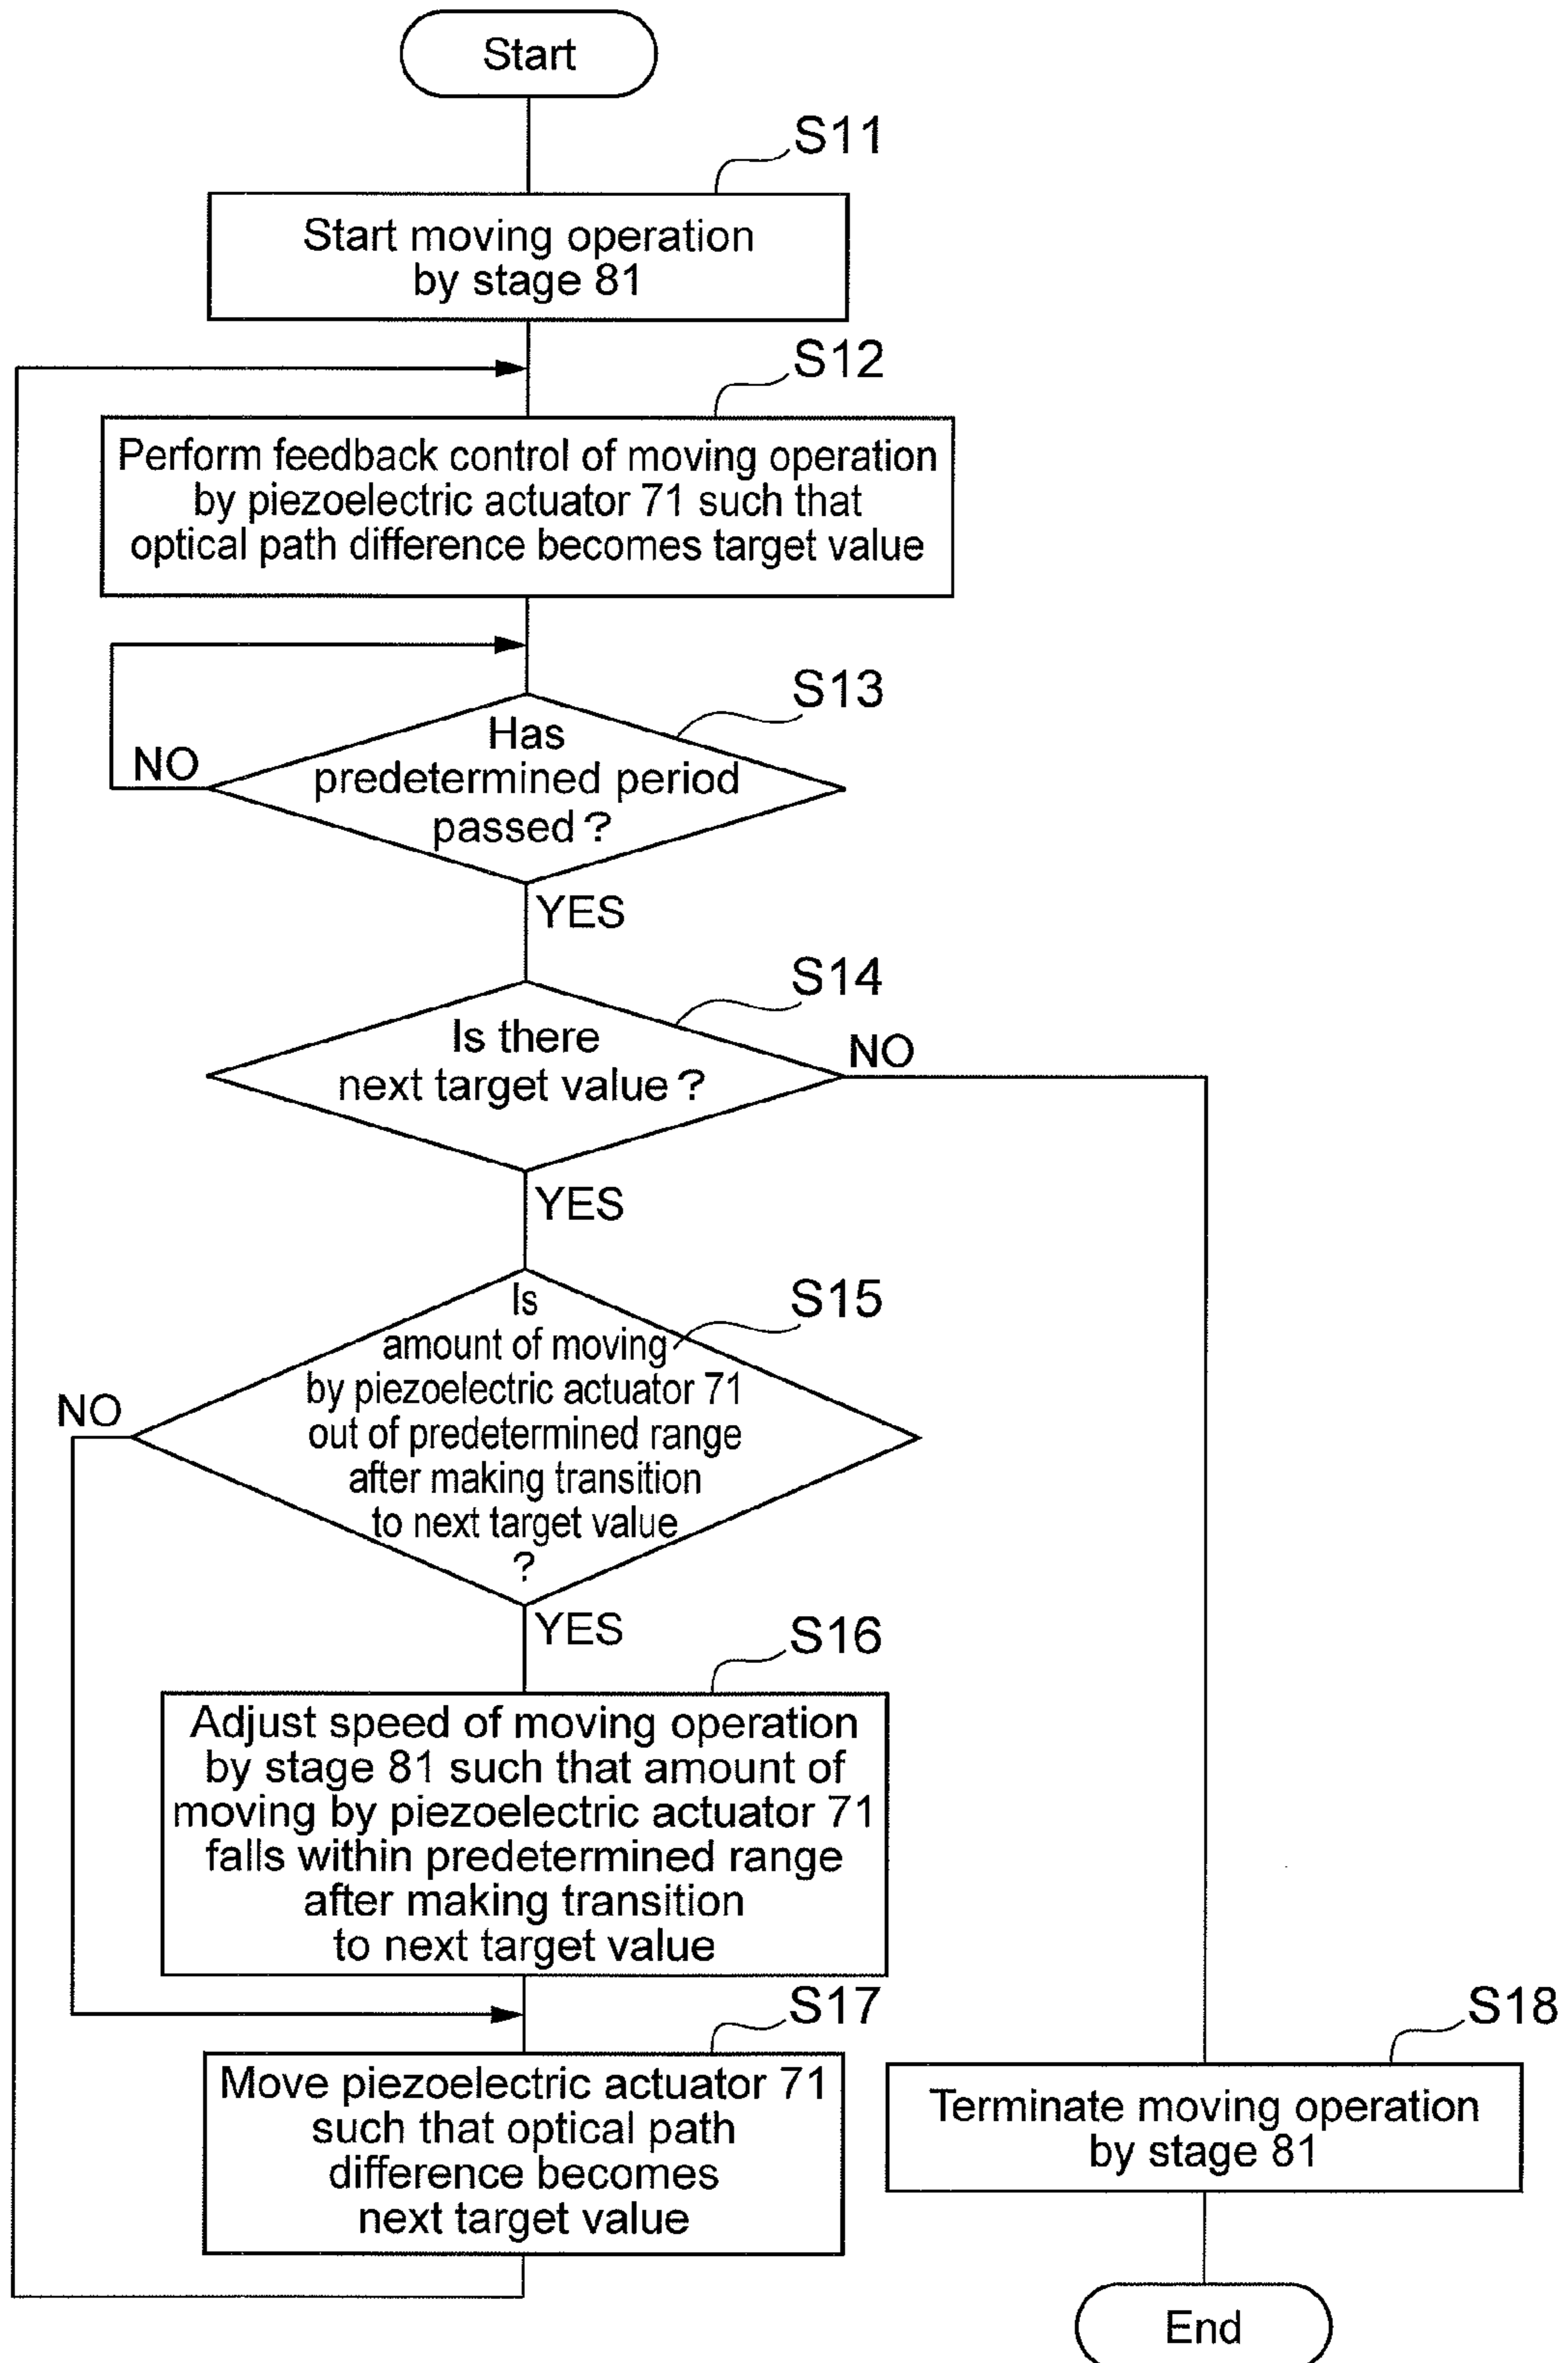 Start
S11
Start moving operation
by stage 81
S12
Perform feedback control of moving operation
by piezoelectric actuator 71 such that
optical path difference becomes target value
S13
Has
predetermined period
passed?
NO
YES
S14
Is there
next target value?
NO
YES
S15
Is
amount of moving
by piezoelectric actuator 71
out of predetermined range
after making transition
to next target value
?
NO
YES
S16
Adjust speed of moving operation
by stage 81 such that amount of
moving by piezoelectric actuator 71
falls within predetermined range
after making transition
to next target value
S17
Move piezoelectric actuator 71
such that optical path
difference becomes
next target value
S18
Terminate moving operation
by stage 81
End